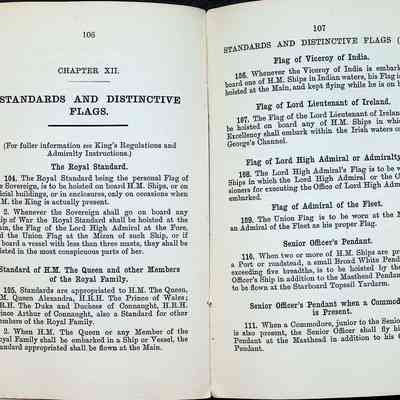 106
CHAPTER XII.
STANDARDS AND DISTINCTIVE
FLAGS.
(For fuller information see King's Regulations and
Admiralty Instructions.)
The Royal Standard.
104. The Royal Standard being the personal Flag of
the Sovereign, is to be hoisted on board H.M. Ships, or on
official buildings, or in enclosures, only on occasions when
H.M. the King is actually present.
2. Whenever the Sovereign shall go on board any
Ship of War the Royal Standard shall be hoisted at the
Main, the Flag of the Lord High Admiral at the Fore,
and the Union Flag at the Mizen of such Ship, or if
on board a vessel with less than three masts, they shall be
hoisted in the most conspicuous parts of her.
Standard of H.M. The Queen and other Members
of the Royal Family.
105. Standards are appropriated to H.M. The Queen,
H.M. Queen Alexandra, H.R.H. The Prince of Wales;
H.R. The Duke and Duchess of Connaught, H.R.H.
Prince Arthur of Connaught, also a Standard for other
Members of the Royal Family.
2. When H.M. The Queen or any Member of the
Royal Family shall be embarked in a Ship or Vessel, the
Standard appropriated shall be flown at the Main.
107
STANDARDS AND DISTINCTIVE FLAGS (
Flag of Viceroy of India.
106. Whenever the Viceroy of India is embark
board one of H.M. Ships in Indian waters, his Flag is
hoisted at the Main, and kept flying while he is on b
Flag of Lord Lieutenant of Ireland.
107. The Flag of the Lord Lieutenant of Ireland
be hoisted on board any of H.M. Ships in which
Excellency shall embark within the Irish waters o
George's Channel.
Flag of Lord High Admiral or Admiralty
108. The Lord High Admiral's Flag is to be w
Ships in which the Lord High Admiral or the
sioners for executing the Office of Lord High Adm
embarked.
Flag of Admiral of the Fleet.
109. The Union Flag is to be worn at the M
an Admiral of the Fleet as his proper Flag.
Senior Officer's Pendant.
110. When two or more of H.M. Ships are pre
a Port or roadstead, a small Broad White Pendan
exceeding five breadths, is to be hoisted by the
Officer's Ship in addition to the Masthead Pendan
to be flown at the Starboard Topsail Yardarm.
Senior Officer's Pendant when a Commod
is Present.
111. When a Commodore, junior to the Senior
is also present, the Senior Officer shall fly hi
Pendant at the Masthead in addition to his C
Pendant.